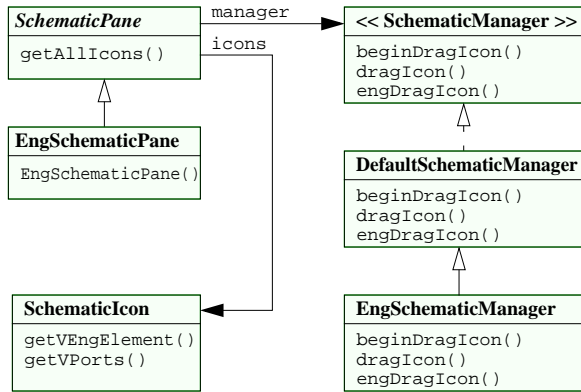 SchematicPane
getAllIcons()
manager
icons
<< SchematicManager >>
beginDragIcon()
dragIcon()
engDragIcon()
EngSchematicPane
EngSchematicPane()
DefaultSchematicManager
beginDragIcon()
dragIcon()
engDragIcon()
SchematicIcon
getVEngElement()
getVPorts()
EngSchematicManager
beginDragIcon()
dragIcon()
engDragIcon()